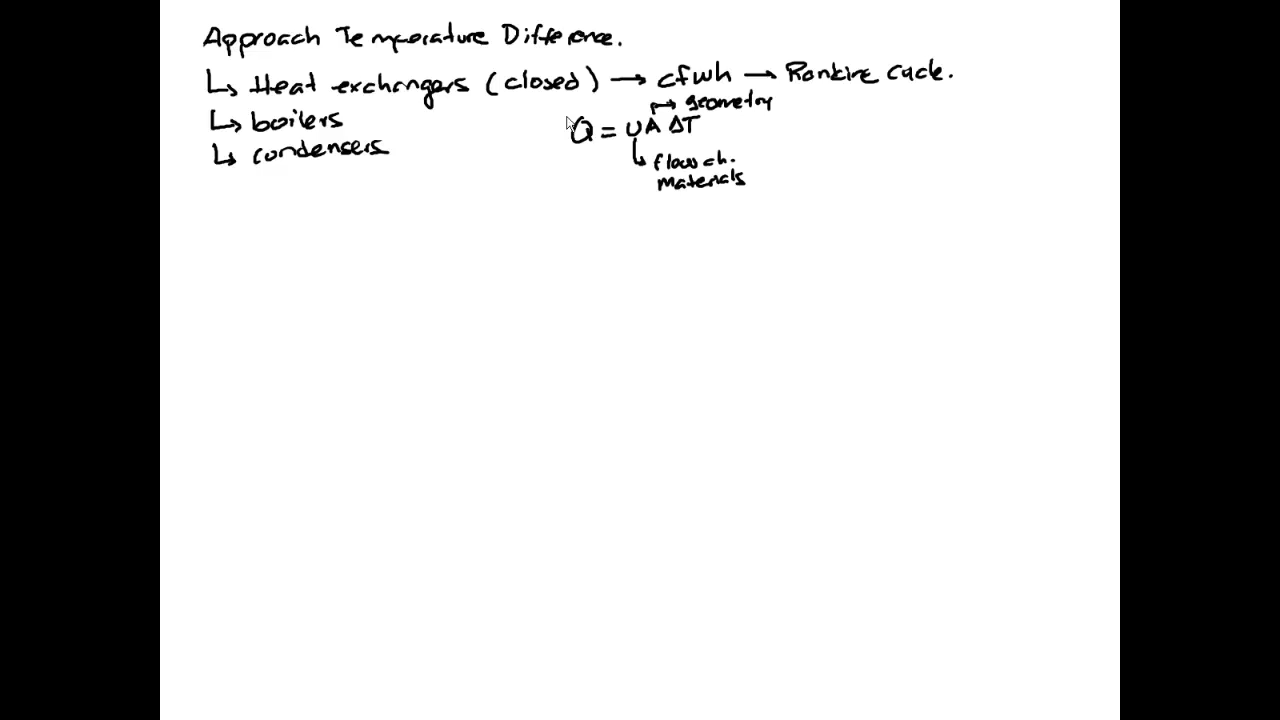 Approach Temperature Difference.
↳ Heat exchangers (closed) → cfwh → Rankine Cycle.
↳ boilers
↳ condensers
↦ geometry
Q = UA ΔT
↳ flow ch.
materials